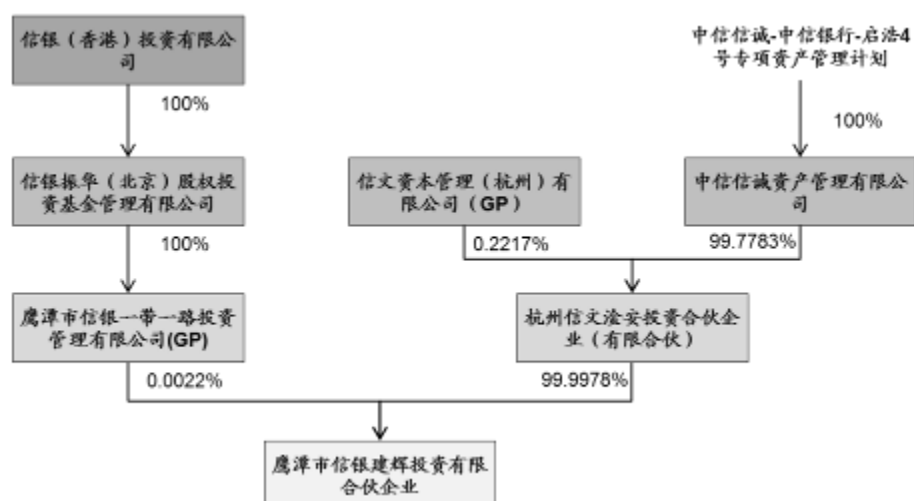 信银（香港）投资有限公
司
中信信诚-中信银行-启浩4
号专项资产管理计划
100%
100%
信银振华（北京）股权投
资基金管理有限公司
信文资本管理（杭州）有
限公司（GP）
中信信诚资产管理有限公
司
100%
0.2217%
99.7783%
鹰潭市信银一带一路投资
管理有限公司(GP)
杭州信文淦安投资合伙企
业（有限合伙）
0.0022%
99.9978%
鹰潭市信银建辉投资有限
合伙企业